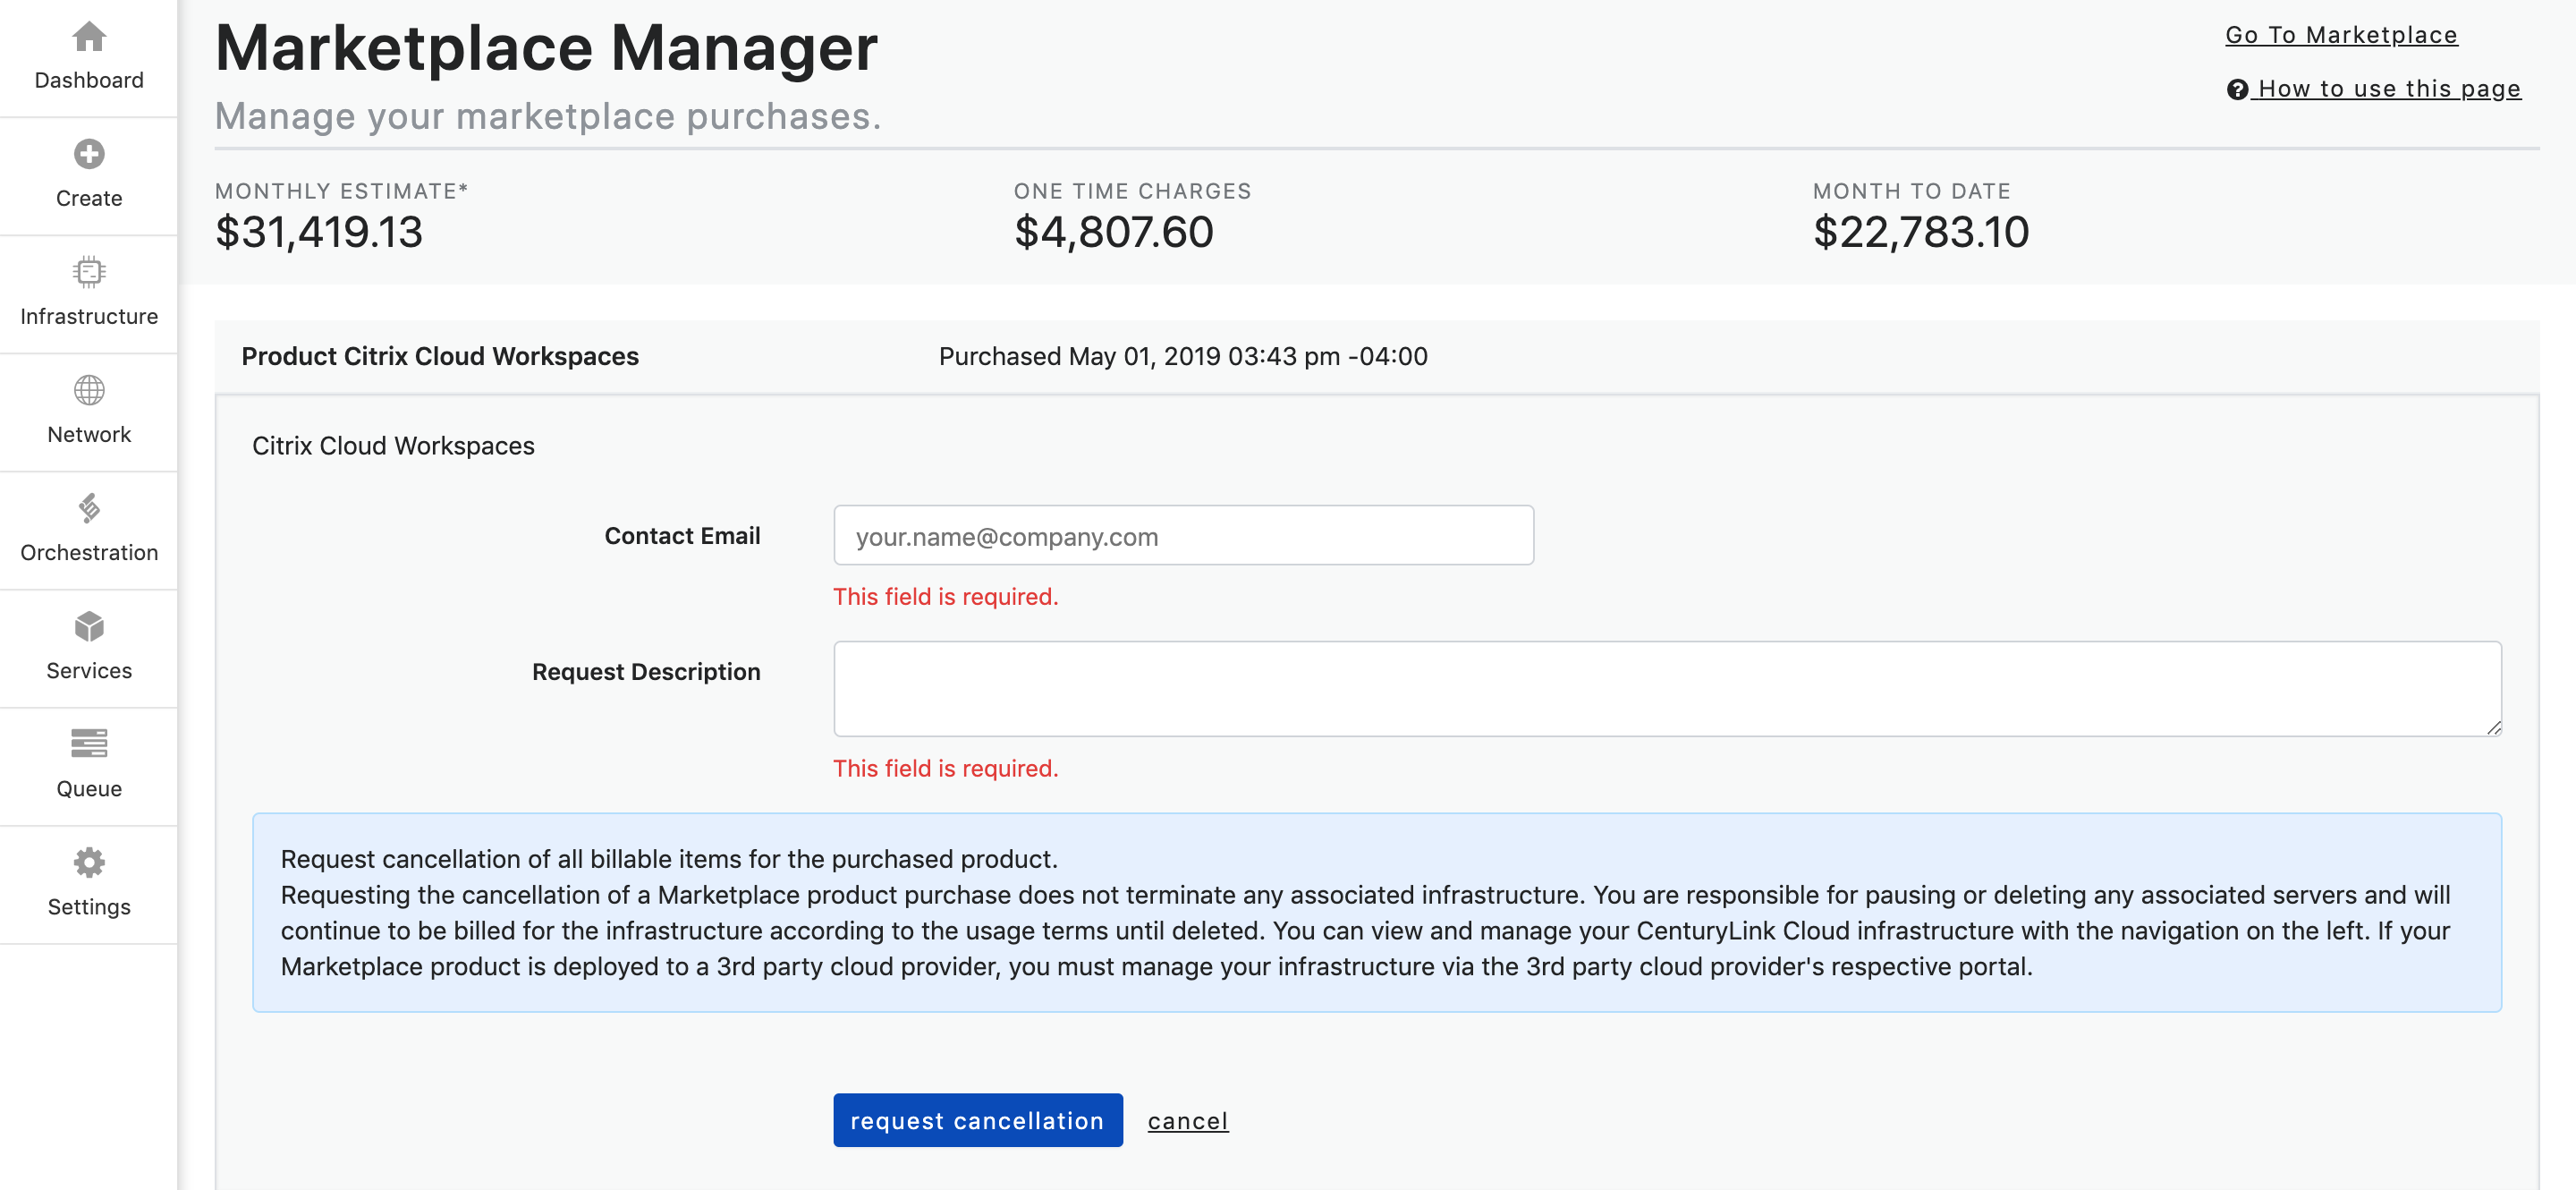 Dashboard
Create
Infrastructure
Network
Orchestration
Services
Queue
Settings
Marketplace Manager
Manage your marketplace purchases.
Go To Marketplace
How to use this page
MONTHLY ESTIMATE*
$31,419.13
ONE TIME CHARGES
$4,807.60
MONTH TO DATE
$22,783.10
Product Citrix Cloud Workspaces
Purchased May 01, 2019 03:43 pm -04:00
Citrix Cloud Workspaces
Contact Email
your.name@company.com
This field is required.
Request Description
This field is required.
Request cancellation of all billable items for the purchased product.
Requesting the cancellation of a Marketplace product purchase does not terminate any associated infrastructure. You are responsible for pausing or deleting any associated servers and will
continue to be billed for the infrastructure according to the usage terms until deleted. You can view and manage your CenturyLink Cloud infrastructure with the navigation on the left. If your
Marketplace product is deployed to a 3rd party cloud provider, you must manage your infrastructure via the 3rd party cloud provider's respective portal.
request cancellation
cancel